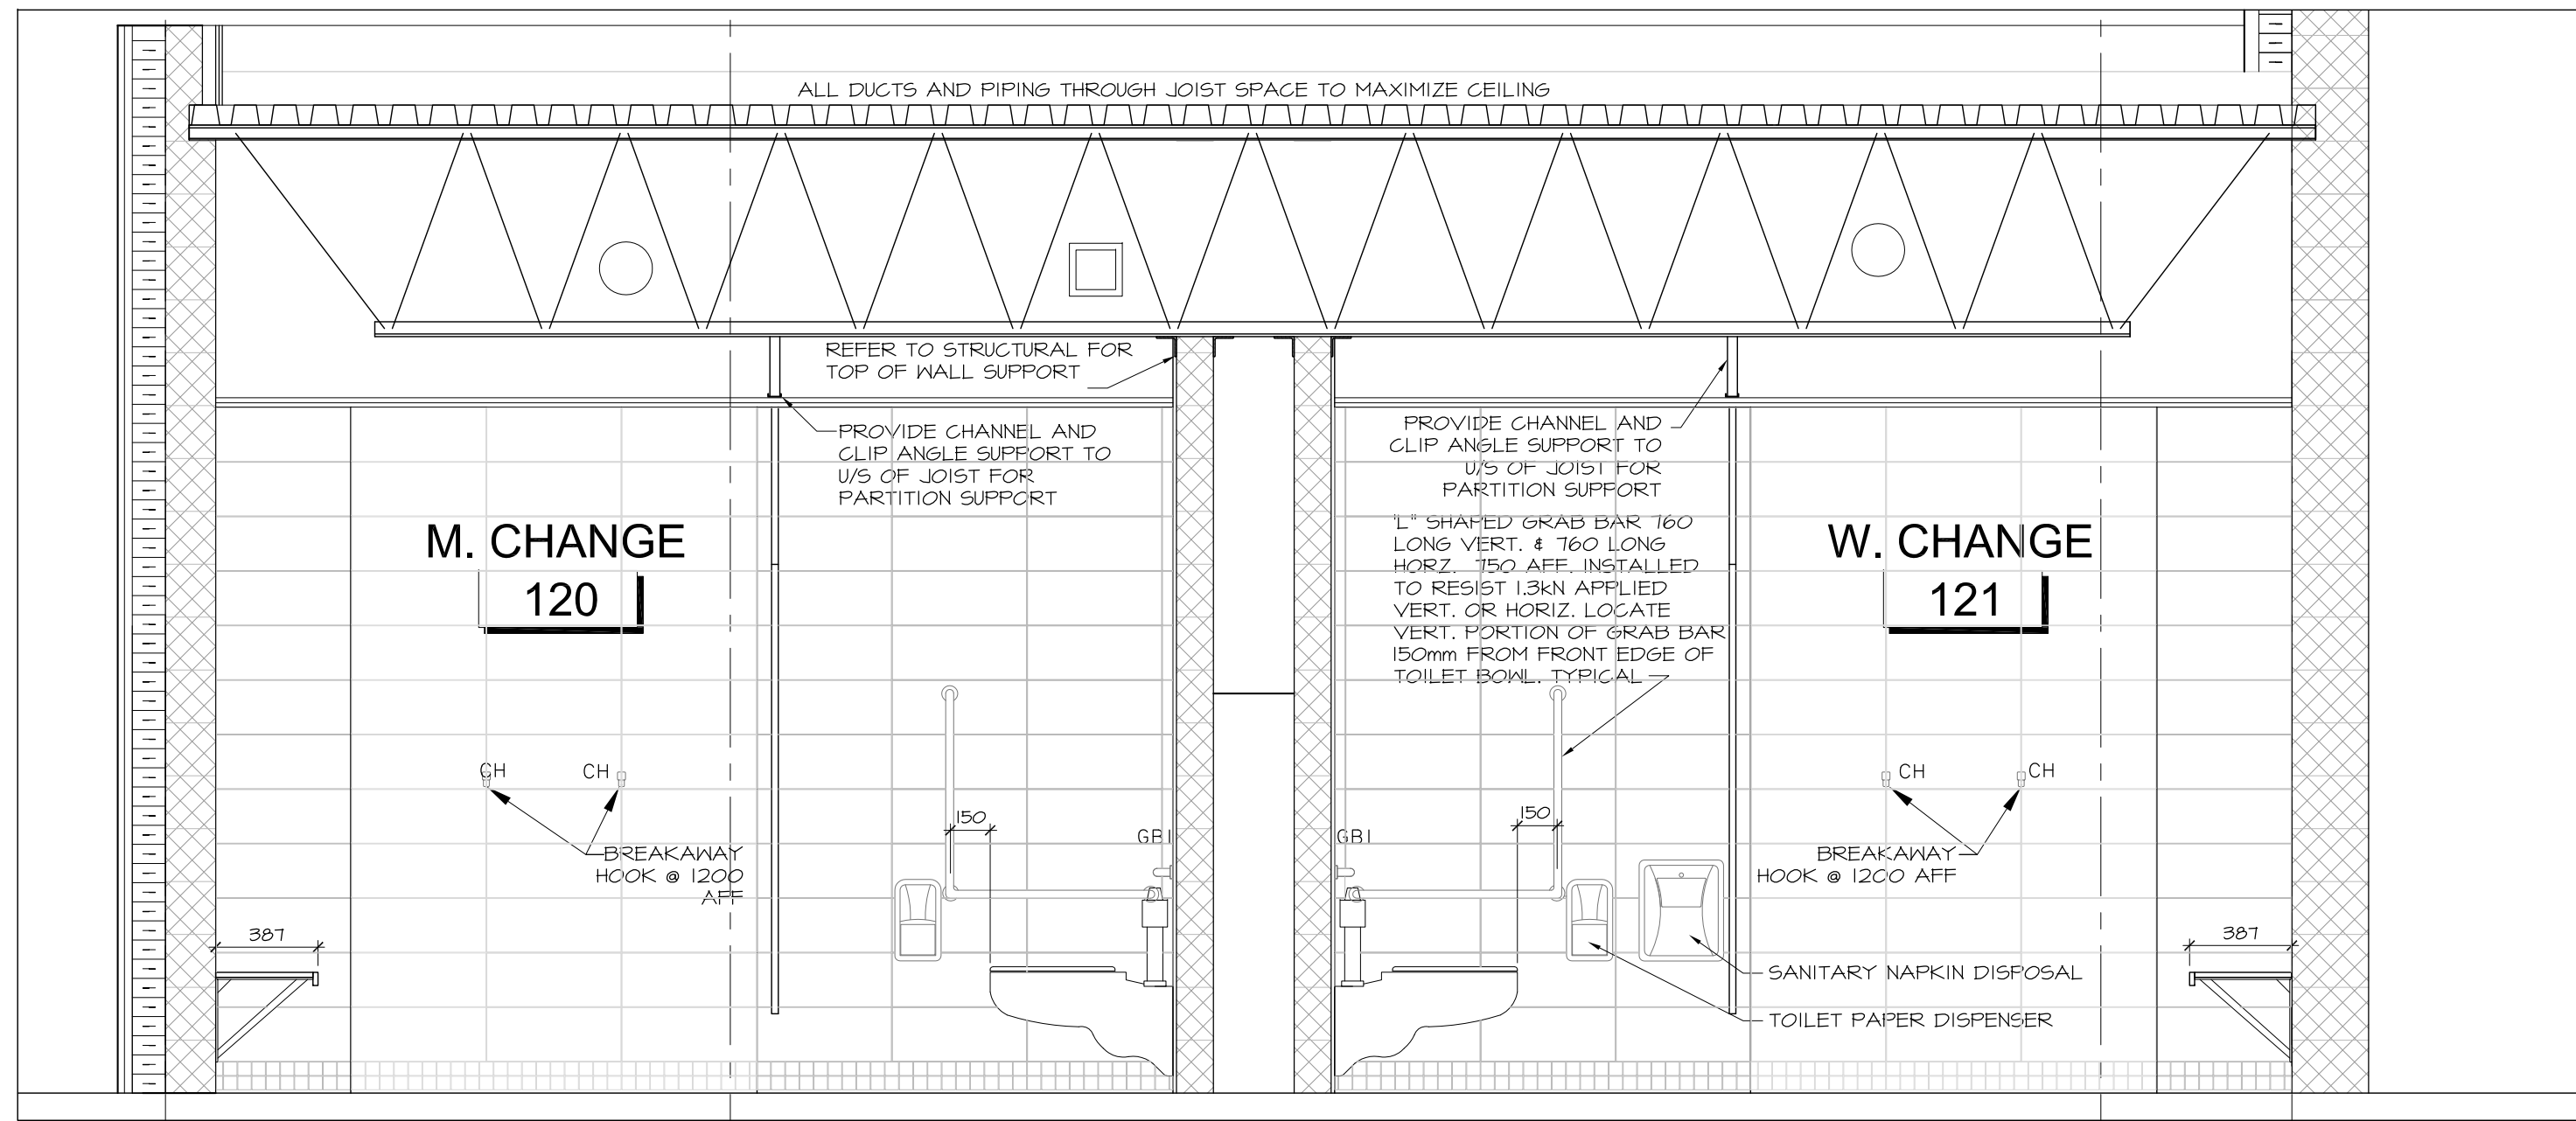 ALL DUCTS AND PIPING THROUGH JOIST SPACE TO MAXIMIZE CEILING
REFER TO STRUCTURAL FOR
TOP OF WALL SUPPORT
PROVIDE CHANNEL AND
CLIP ANGLE SUPPORT TO
U/S OF JOIST FOR
PARTITION SUPPORT
PROVIDE CHANNEL AND
CLIP ANGLE SUPPORT TO
U/S OF JOIST FOR
PARTITION SUPPORT
M. CHANGE
120
"L" SHAPED GRAB BAR 760
LONG VERT. & 760 LONG
HORZ. 750 AFF. INSTALLED
TO RESIST 1.3kN APPLIED
VERT. OR HORIZ. LOCATE
VERT. PORTION OF GRAB BAR
150mm FROM FRONT EDGE OF
TOILET BOWL. TYPICAL
W. CHANGE
121
CH
CH
CH
CH
150
150
GB1
GB1
BREAKAWAY
HOOK @ 1200
AFF
BREAKAWAY
HOOK @ 1200 AFF
387
387
SANITARY NAPKIN DISPOSAL
TOILET PAPER DISPENSER